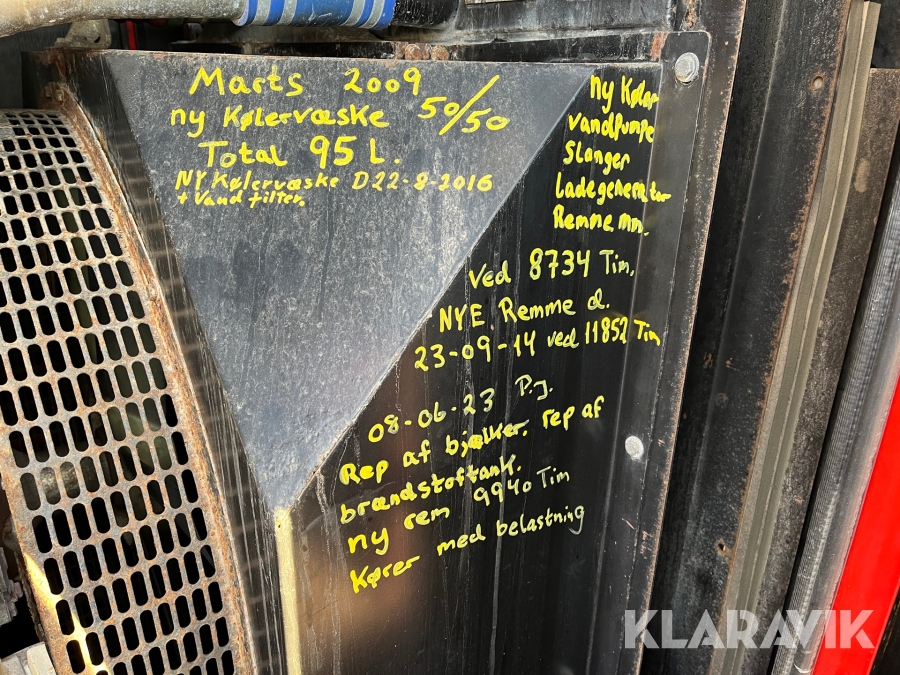 Marts 2009
ny Kølervæske 50/50
Total 95 L.
NY Kølervæske D 22-8-2016
+ Vand filter.
ny Køler
vandpumpe
Slanger
Ladegenerator
Remne mm.
Ved 8734 Tim.
NYE Remme d.
23-09-14 ved 11852 Tim
08-06-23 P.J.
Rep af bjælker. rep af
brændstoftank.
ny rem 9940 Tim
Kører med belastning
KLARAVIK